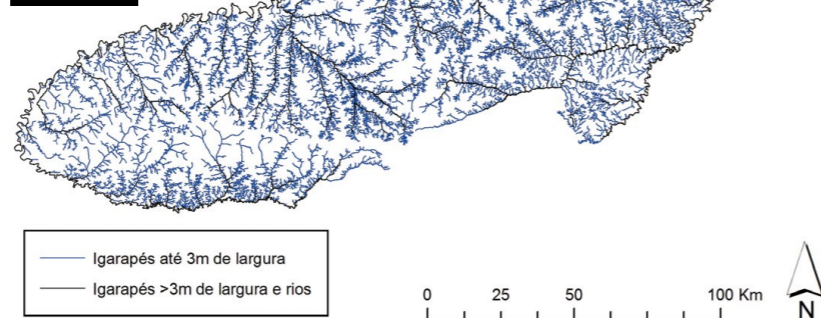 Igarapés até 3m de largura
Igarapés >3m de largura e rios
0 25 50 100 Km
N